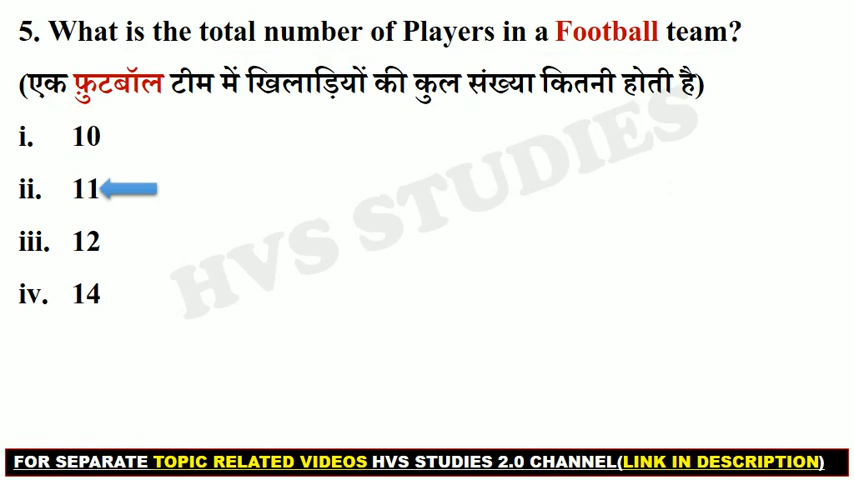 5. What is the total number of Players in a Football team?
(एक फ़ुटबॉल टीम में खिलाड़ियों की कुल संख्या कितनी होती है)
i. 10
ii. 11
iii. 12
iv. 14
HVS STUDIES
FOR SEPARATE TOPIC RELATED VIDEOS HVS STUDIES 2.0 CHANNEL(LINK IN DESCRIPTION)